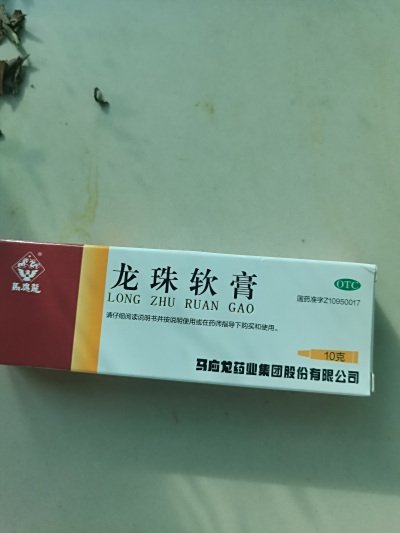 馬應龍
龙珠软膏
LONG ZHU RUAN GAO
OTC
国药准字Z10950017
请仔细阅读说明书并按说明使用或在药师指导下购买和使用。
10克
马应龙药业集团股份有限公司